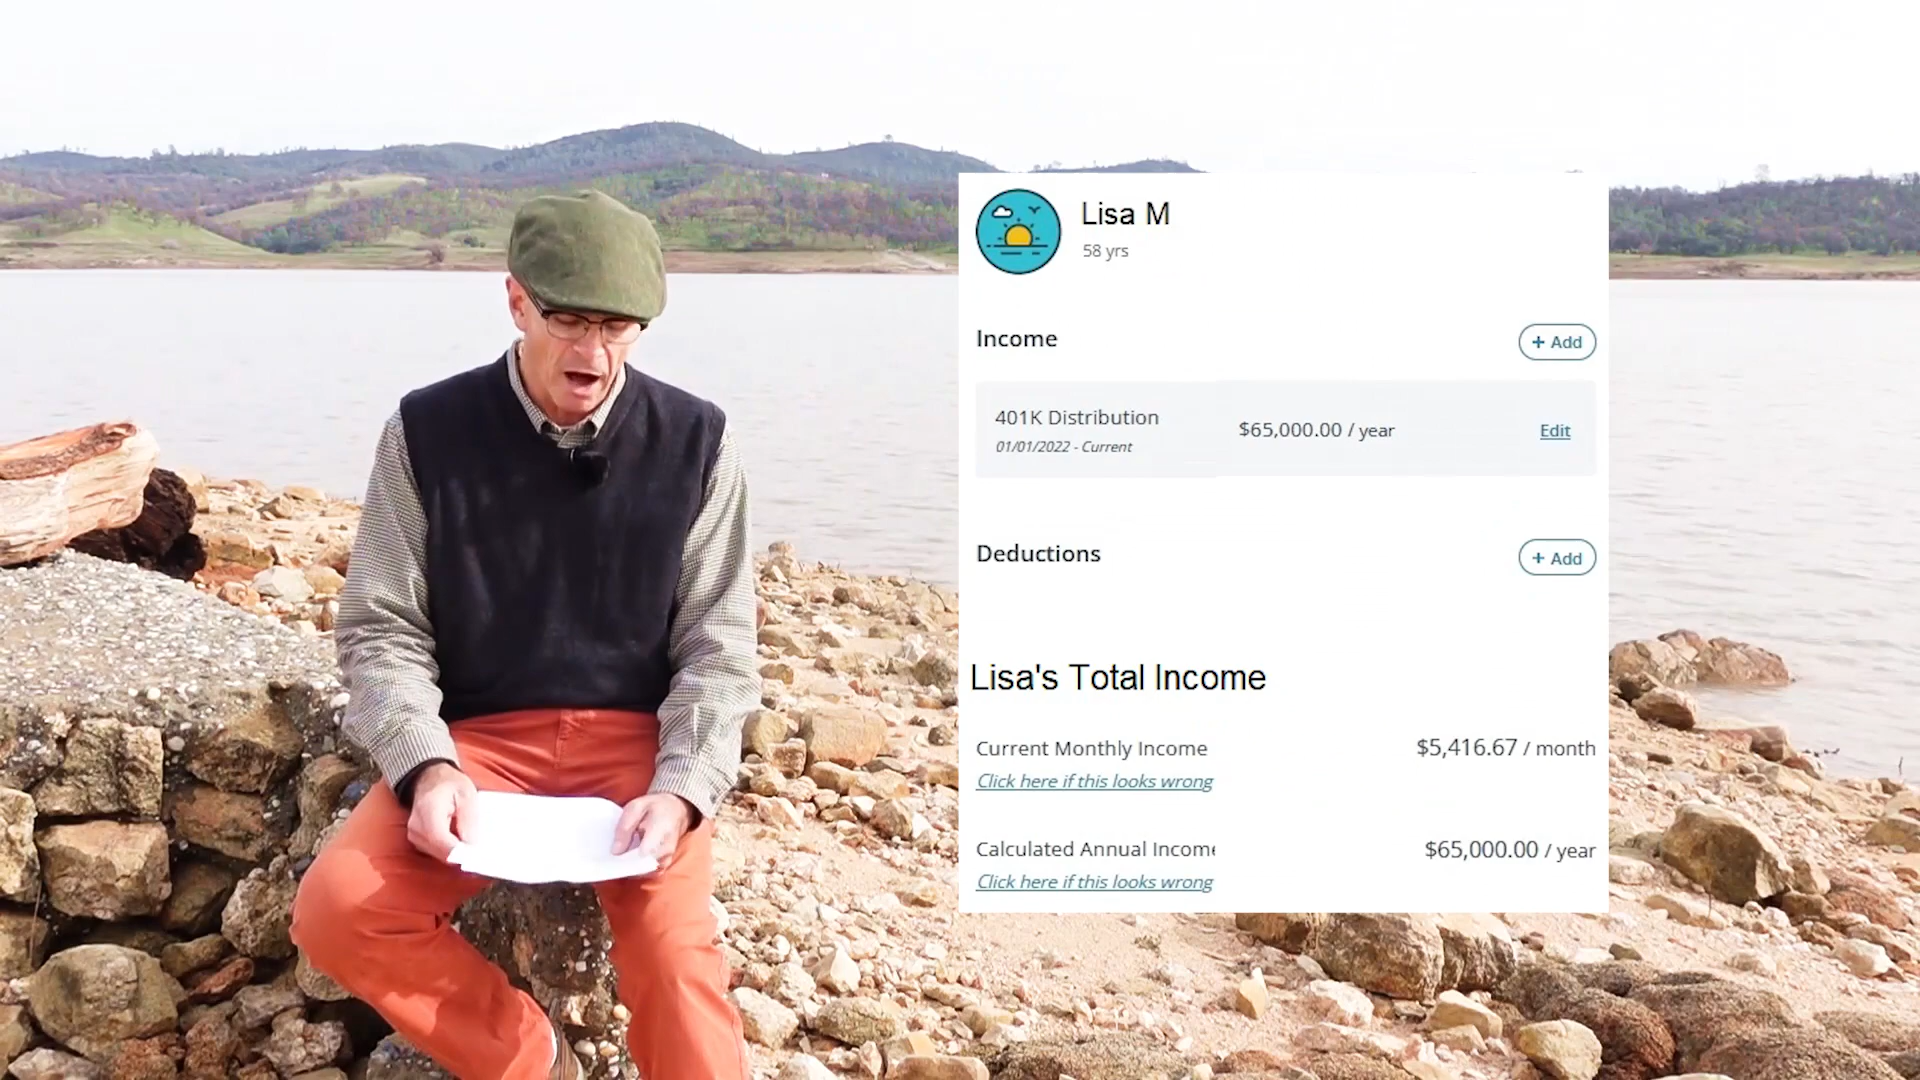 Lisa M
58 yrs
Income
+ Add
401K Distribution
$65,000.00 / year
Edit
01/01/2022 - Current
Deductions
+ Add
Lisa's Total Income
Current Monthly Income
$5,416.67 / month
Click here if this looks wrong
Calculated Annual Income
$65,000.00 / year
Click here if this looks wrong